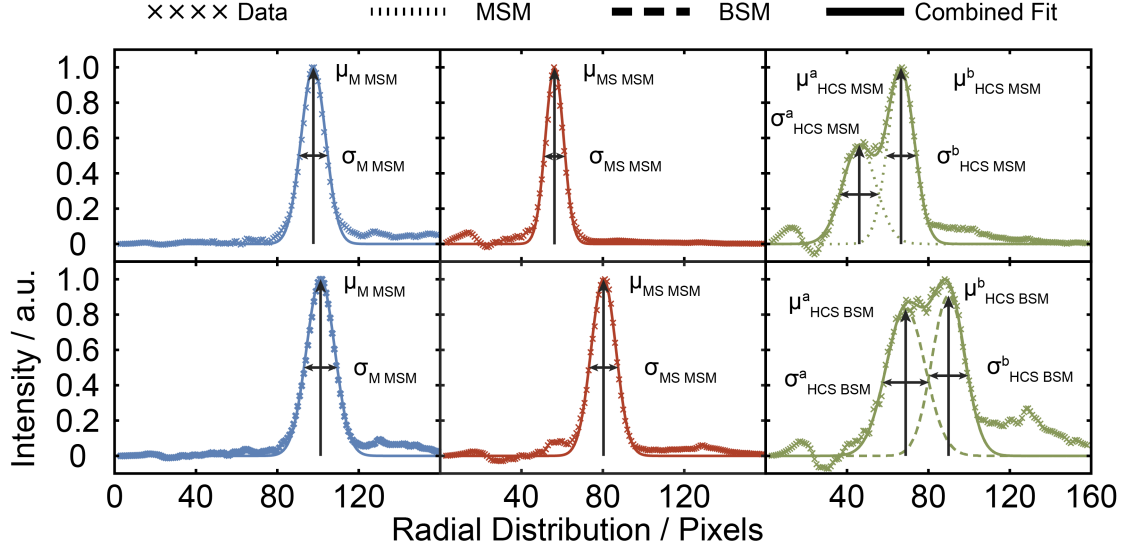 ×××× Data MSM BSM Combined Fit
1.0 μM MSM μMS MSM μaHCS MSM μbHCS MSM
0.8 σaHCS MSM
0.6
0.4 σM MSM σMS MSM σbHCS MSM
0.2
0
1.0 μM MSM μMS MSM μaHCS BSM μbHCS BSM
0.8
0.6
0.4 σM MSM σMS MSM σaHCS BSM σbHCS BSM
0.2
0
Intensity / a.u.
0 40 80 120 40 80 120 40 80 120 160
Radial Distribution / Pixels